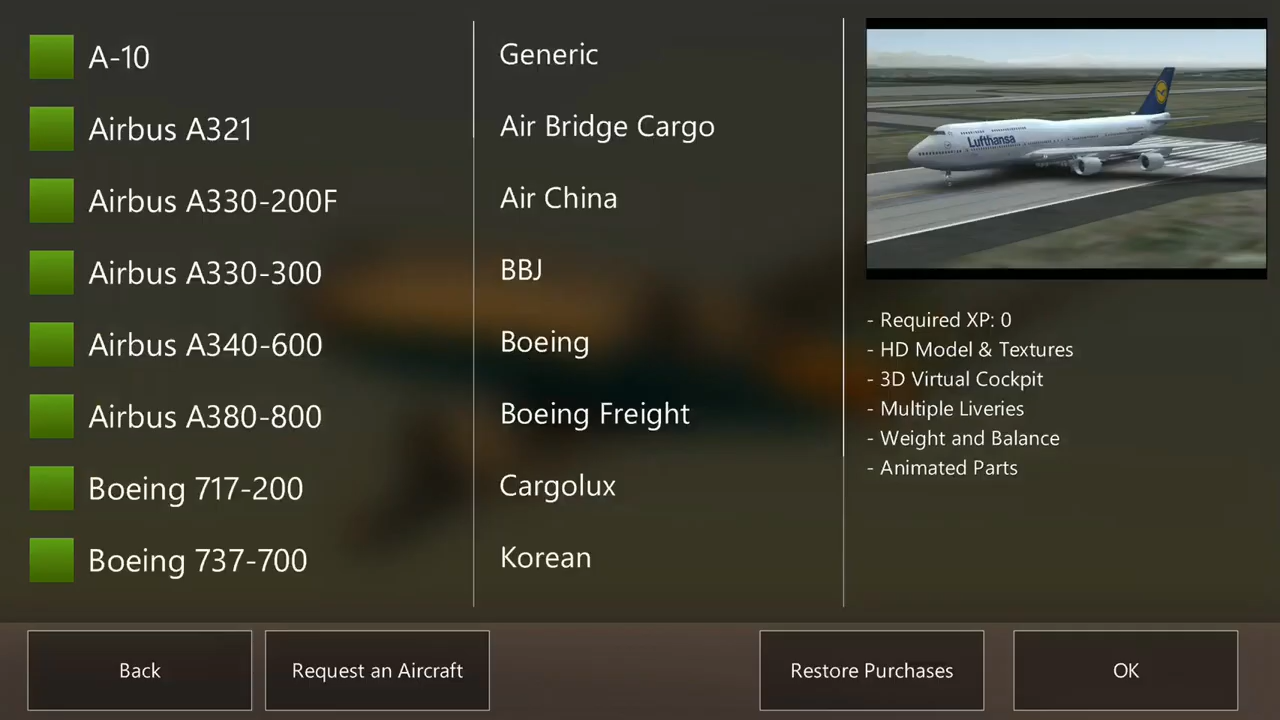 A-10
Airbus A321
Airbus A330-200F
Airbus A330-300
Airbus A340-600
Airbus A380-800
Boeing 717-200
Boeing 737-700
Generic
Air Bridge Cargo
Air China
BBJ
Boeing
Boeing Freight
Cargolux
Korean
Lufthansa
- Required XP: 0
- HD Model & Textures
- 3D Virtual Cockpit
- Multiple Liveries
- Weight and Balance
- Animated Parts
Back
Request an Aircraft
Restore Purchases
OK